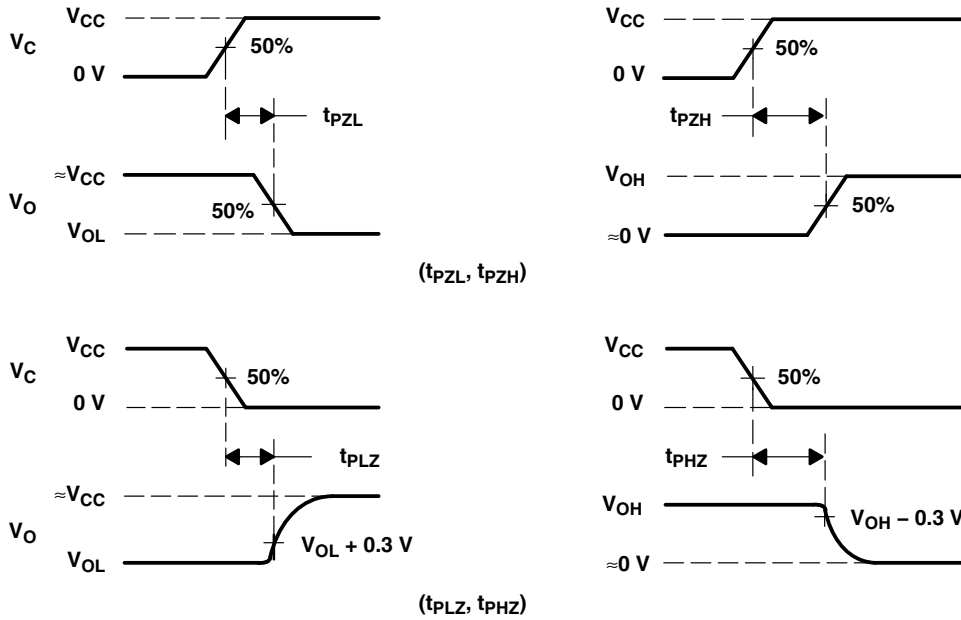 VCC
VC
50%
0 V
tPZL
≈VCC
VO
50%
VOL
VCC
50%
0 V
tPZH
VOH
50%
≈0 V
(tPZL, tPZH)
VCC
VC
50%
0 V
tPLZ
≈VCC
VO
VOL + 0.3 V
VOL
VCC
50%
0 V
tPHZ
VOH
VOH − 0.3 V
≈0 V
(tPLZ, tPHZ)